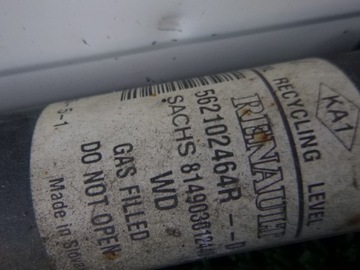 KA1
RECYCLING LEVEL
RENAULT
562102464R--D
SACHS
WD
GAS FILLED
DO NOT OPEN
Made in